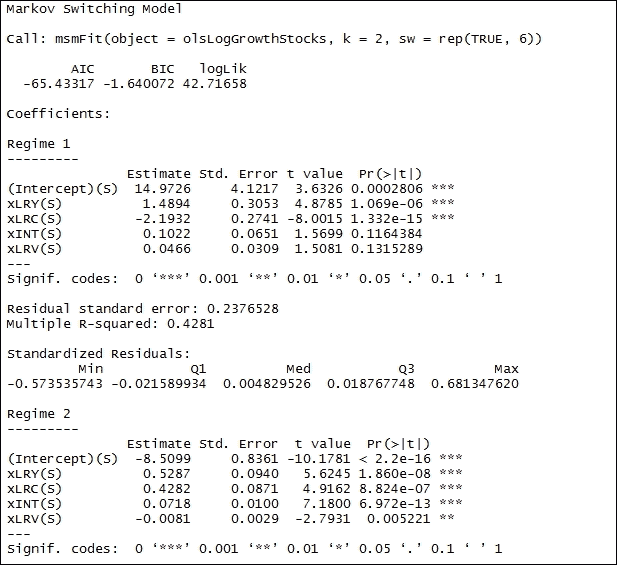 Markov Switching Model
Call: msmFit(object = olsLogGrowthStocks, k = 2, sw = rep(TRUE, 6))
AIC BIC logLik
-65.43317 -1.640072 42.71658
Coefficients:
Regime 1
---------
Estimate Std. Error t value Pr(>|t|)
(Intercept)(S) 14.9726 4.1217 3.6326 0.0002806 ***
xLRY(S) 1.4894 0.3053 4.8785 1.069e-06 ***
xLRC(S) -2.1932 0.2741 -8.0015 1.332e-15 ***
xINT(S) 0.1022 0.0651 1.5699 0.1164384
xLRV(S) 0.0466 0.0309 1.5081 0.1315289
---
Signif. codes: 0 ‘***’ 0.001 ‘**’ 0.01 ‘*’ 0.05 ‘.’ 0.1 ‘ ’ 1
Residual standard error: 0.2376528
Multiple R-squared: 0.4281
Standardized Residuals:
Min Q1 Med Q3 Max
-0.573535743 -0.021589934 0.004829526 0.018767748 0.681347620
Regime 2
---------
Estimate Std. Error t value Pr(>|t|)
(Intercept)(S) -8.5099 0.8361 -10.1781 < 2.2e-16 ***
xLRY(S) 0.5287 0.0940 5.6245 1.860e-08 ***
xLRC(S) 0.4282 0.0871 4.9162 8.824e-07 ***
xINT(S) 0.0718 0.0100 7.1800 6.972e-13 ***
xLRV(S) -0.0081 0.0029 -2.7931 0.005221 **
---
Signif. codes: 0 ‘***’ 0.001 ‘**’ 0.01 ‘*’ 0.05 ‘.’ 0.1 ‘ ’ 1